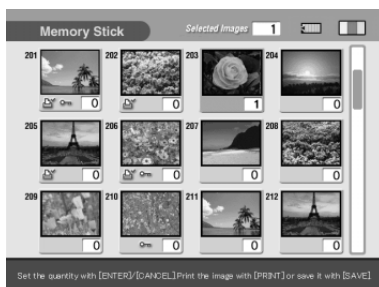 Memory Stick Selected Images 1
201 202 203 204
0 0 1 0
205 206 207 208
0 0 0 0
209 210 211 212
0 0 0 0
Set the quantity with [ENTER]/[CANCEL].Print the image with [PRINT] or save it with [SAVE].